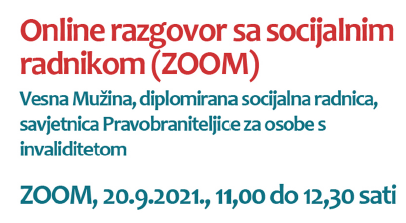 Online razgovor sa socijalnim
radnikom (ZOOM)
Vesna Mužina, diplomirana socijalna radnica,
savjetnica Pravobraniteljice za osobe s
invaliditetom
ZOOM, 20.9.2021., 11,00 do 12,30 sati